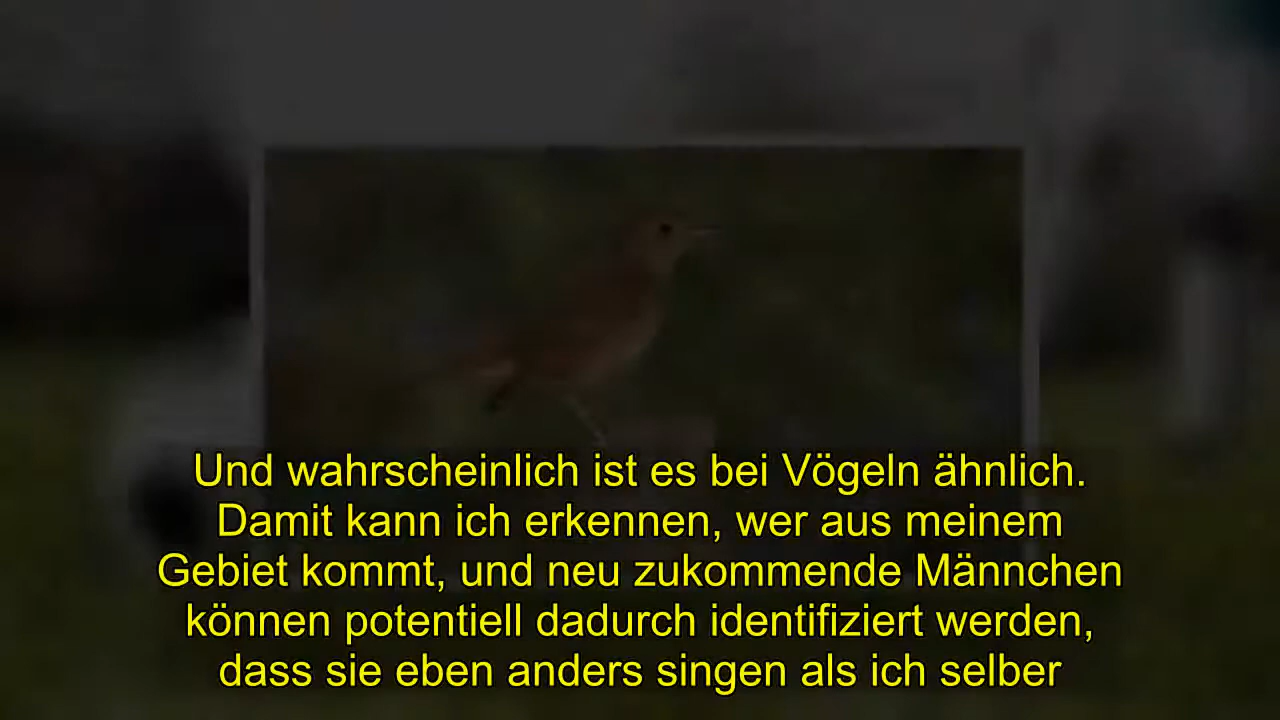 Und wahrscheinlich ist es bei Vögeln ähnlich.
Damit kann ich erkennen, wer aus meinem
Gebiet kommt, und neu zukommende Männchen
können potentiell dadurch identifiziert werden,
dass sie eben anders singen als ich selber